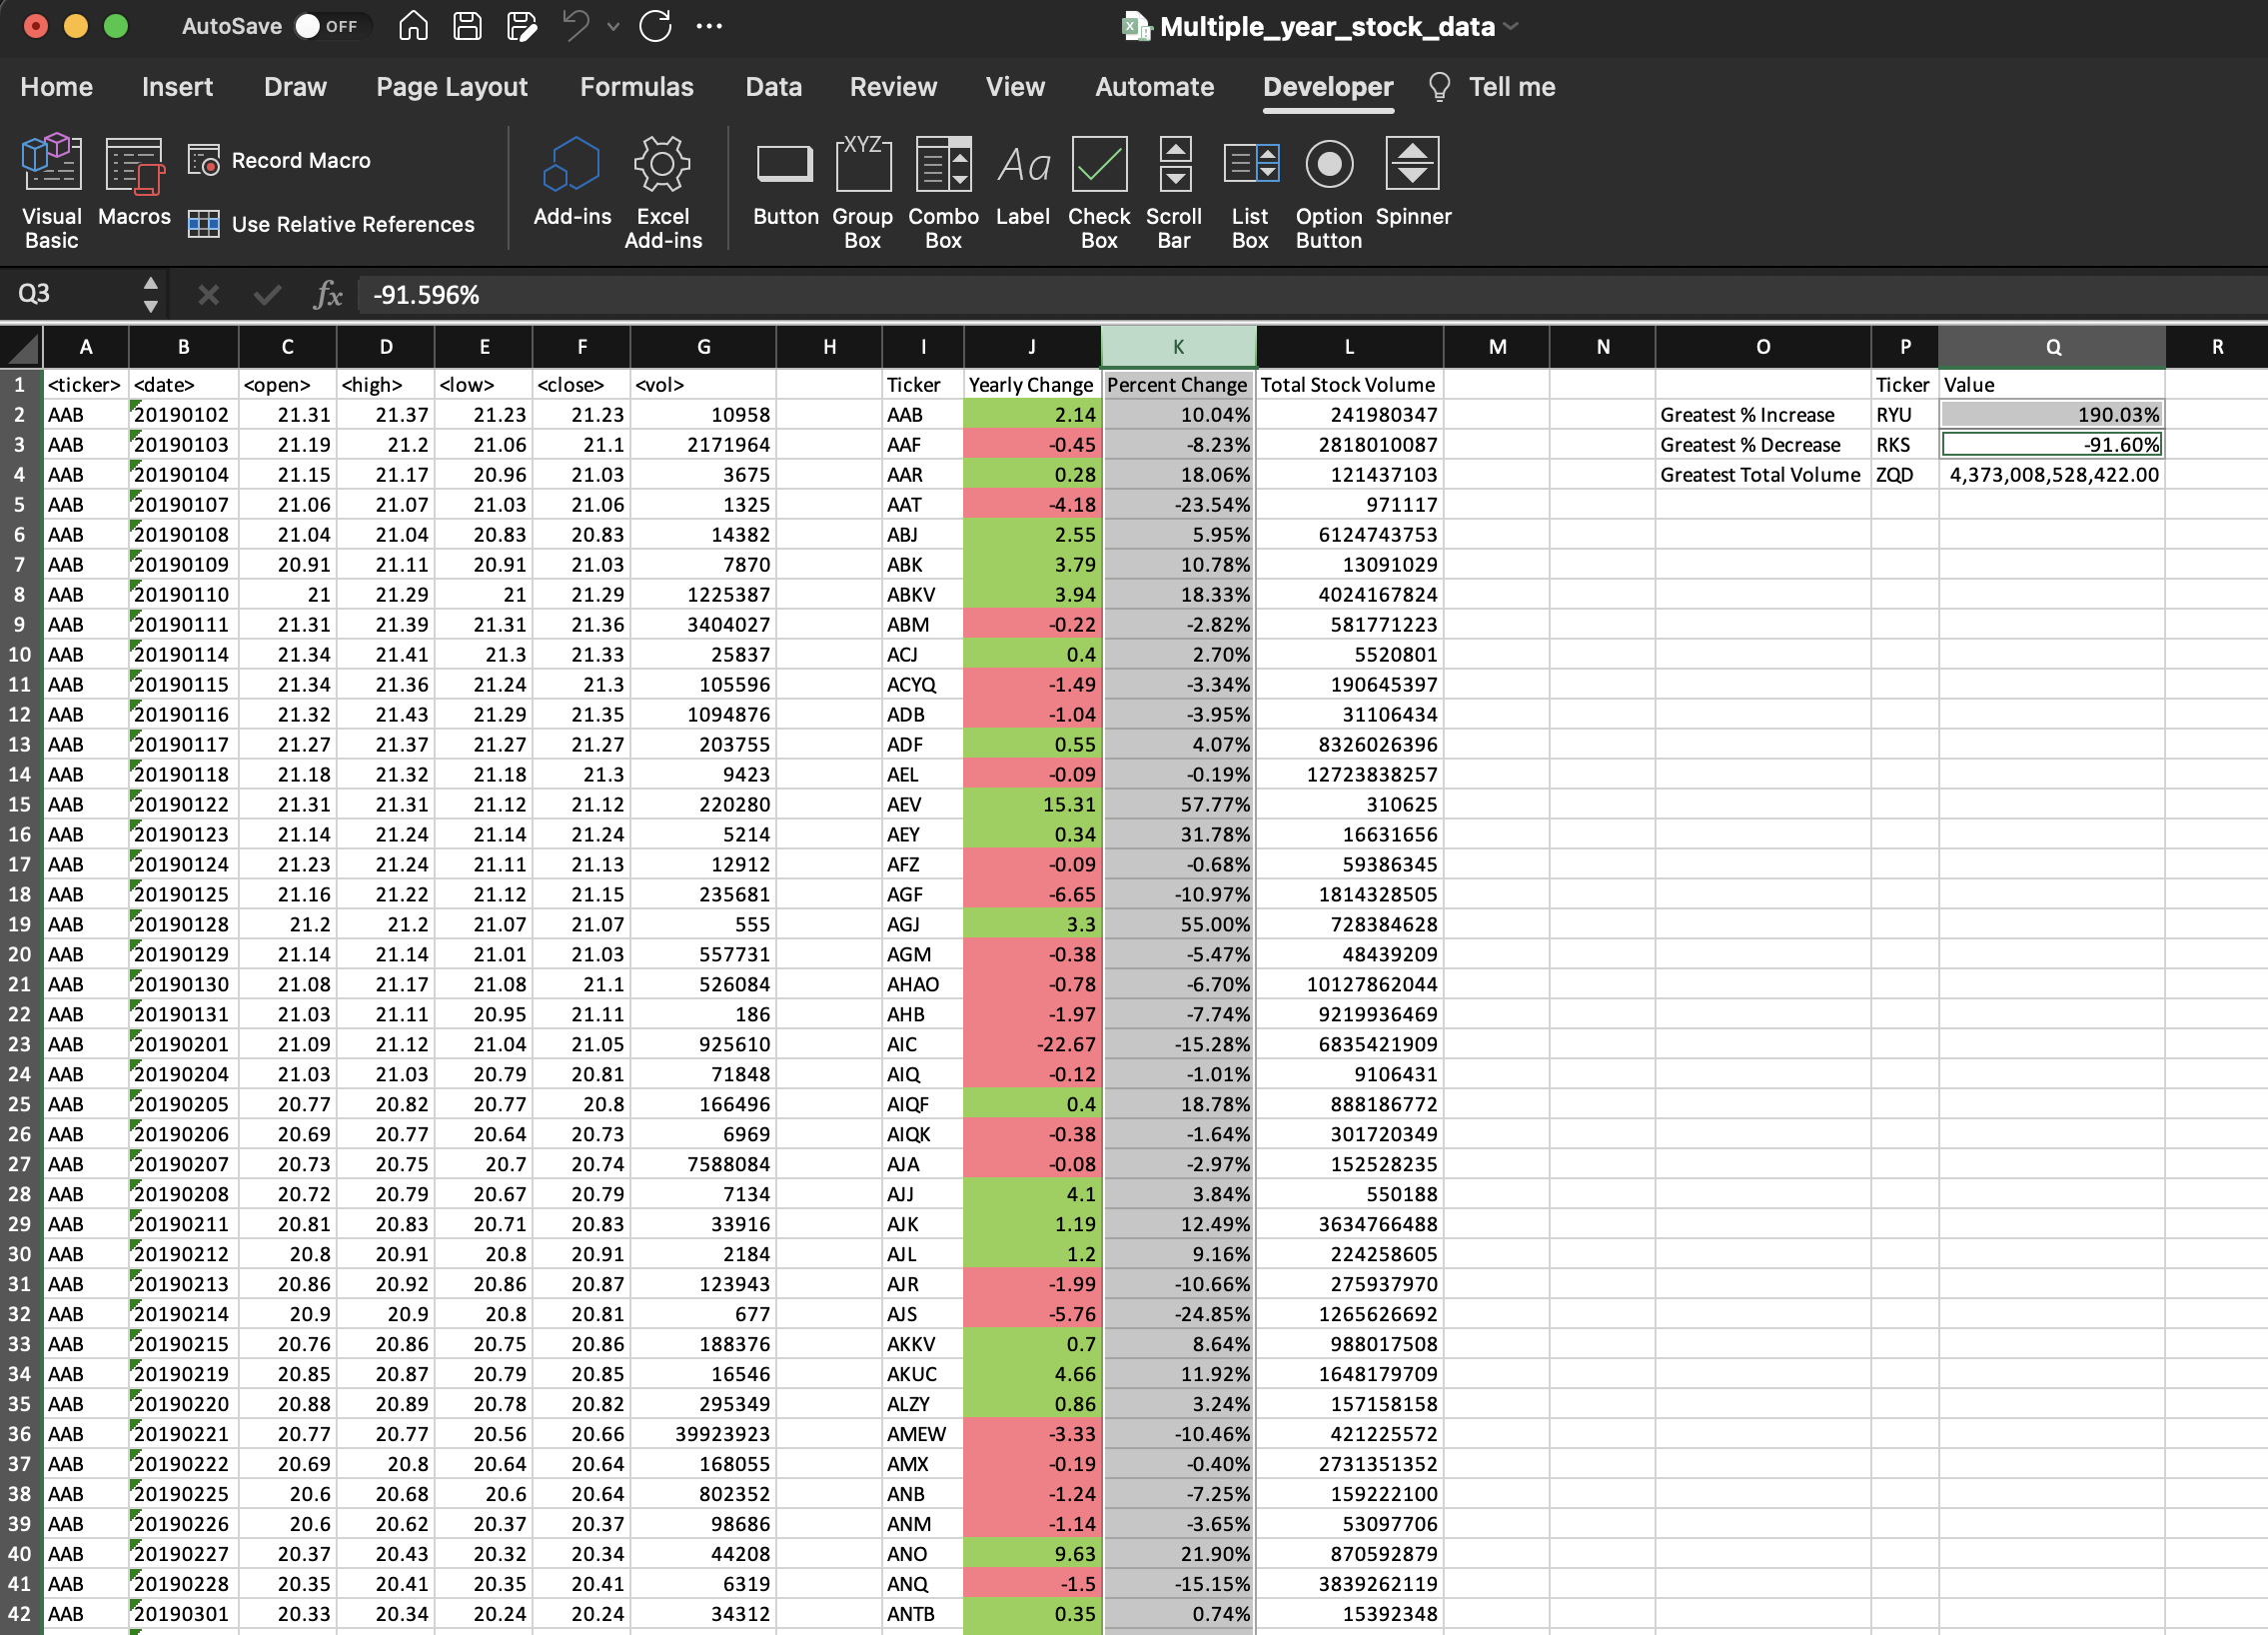 AutoSave OFF Multiple_year_stock_data
Home Insert Draw Page Layout Formulas Data Review View Automate Developer Tell me
Visual Basic Macros Record Macro Use Relative References Add-ins Excel Add-ins Button XYZ Group Box Combo Box Aa Label Check Box Scroll Bar List Box Option Button Spinner
Q3 fx -91.596%
A B C D E F G H I J K L M N O P Q R
1 <ticker> <date> <open> <high> <low> <close> <vol> Ticker Yearly Change Percent Change Total Stock Volume Ticker Value
2 AAB 20190102 21.31 21.37 21.23 21.23 10958 AAB 2.14 10.04% 241980347 Greatest % Increase RYU 190.03%
3 AAB 20190103 21.19 21.2 21.06 21.1 2171964 AAF -0.45 -8.23% 2818010087 Greatest % Decrease RKS -91.60%
4 AAB 20190104 21.15 21.17 20.96 21.03 3675 AAR 0.28 18.06% 121437103 Greatest Total Volume ZQD 4,373,008,528,422.00
5 AAB 20190107 21.06 21.07 21.03 21.06 1325 AAT -4.18 -23.54% 971117
6 AAB 20190108 21.04 21.04 20.83 20.83 14382 ABJ 2.55 5.95% 6124743753
7 AAB 20190109 20.91 21.11 20.91 21.03 7870 ABK 3.79 10.78% 13091029
8 AAB 20190110 21 21.29 21 21.29 1225387 ABKV 3.94 18.33% 4024167824
9 AAB 20190111 21.31 21.39 21.31 21.36 3404027 ABM -0.22 -2.82% 581771223
10 AAB 20190114 21.34 21.41 21.3 21.33 25837 ACJ 0.4 2.70% 5520801
11 AAB 20190115 21.34 21.36 21.24 21.3 105596 ACYQ -1.49 -3.34% 190645397
12 AAB 20190116 21.32 21.43 21.29 21.35 1094876 ADB -1.04 -3.95% 31106434
13 AAB 20190117 21.27 21.37 21.27 21.27 203755 ADF 0.55 4.07% 8326026396
14 AAB 20190118 21.18 21.32 21.18 21.3 9423 AEL -0.09 -0.19% 12723838257
15 AAB 20190122 21.31 21.31 21.12 21.12 220280 AEV 15.31 57.77% 310625
16 AAB 20190123 21.14 21.24 21.14 21.24 5214 AEY 0.34 31.78% 16631656
17 AAB 20190124 21.23 21.24 21.11 21.13 12912 AFZ -0.09 -0.68% 59386345
18 AAB 20190125 21.16 21.22 21.12 21.15 235681 AGF -6.65 -10.97% 1814328505
19 AAB 20190128 21.2 21.2 21.07 21.07 555 AGJ 3.3 55.00% 728384628
20 AAB 20190129 21.14 21.14 21.01 21.03 557731 AGM -0.38 -5.47% 48439209
21 AAB 20190130 21.08 21.17 21.08 21.1 526084 AHAO -0.78 -6.70% 10127862044
22 AAB 20190131 21.03 21.11 20.95 21.11 186 AHB -1.97 -7.74% 9219936469
23 AAB 20190201 21.09 21.12 21.04 21.05 925610 AIC -22.67 -15.28% 6835421909
24 AAB 20190204 21.03 21.03 20.79 20.81 71848 AIQ -0.12 -1.01% 9106431
25 AAB 20190205 20.77 20.82 20.77 20.8 166496 AIQF 0.4 18.78% 888186772
26 AAB 20190206 20.69 20.77 20.64 20.73 6969 AIQK -0.38 -1.64% 301720349
27 AAB 20190207 20.73 20.75 20.7 20.74 7588084 AJA -0.08 -2.97% 152528235
28 AAB 20190208 20.72 20.79 20.67 20.79 7134 AJJ 4.1 3.84% 550188
29 AAB 20190211 20.81 20.83 20.71 20.83 33916 AJK 1.19 12.49% 3634766488
30 AAB 20190212 20.8 20.91 20.8 20.91 2184 AJL 1.2 9.16% 224258605
31 AAB 20190213 20.86 20.92 20.86 20.87 123943 AJR -1.99 -10.66% 275937970
32 AAB 20190214 20.9 20.9 20.8 20.81 677 AJS -5.76 -24.85% 1265626692
33 AAB 20190215 20.76 20.86 20.75 20.86 188376 AKKV 0.7 8.64% 988017508
34 AAB 20190219 20.85 20.87 20.79 20.85 16546 AKUC 4.66 11.92% 1648179709
35 AAB 20190220 20.88 20.89 20.78 20.82 295349 ALZY 0.86 3.24% 157158158
36 AAB 20190221 20.77 20.77 20.56 20.66 39923923 AMEW -3.33 -10.46% 421225572
37 AAB 20190222 20.69 20.8 20.64 20.64 168055 AMX -0.19 -0.40% 2731351352
38 AAB 20190225 20.6 20.68 20.6 20.64 802352 ANB -1.24 -7.25% 159222100
39 AAB 20190226 20.6 20.62 20.37 20.37 98686 ANM -1.14 -3.65% 53097706
40 AAB 20190227 20.37 20.43 20.32 20.34 44208 ANO 9.63 21.90% 870592879
41 AAB 20190228 20.35 20.41 20.35 20.41 6319 ANQ -1.5 -15.15% 3839262119
42 AAB 20190301 20.33 20.34 20.24 20.24 34312 ANTB 0.35 0.74% 15392348